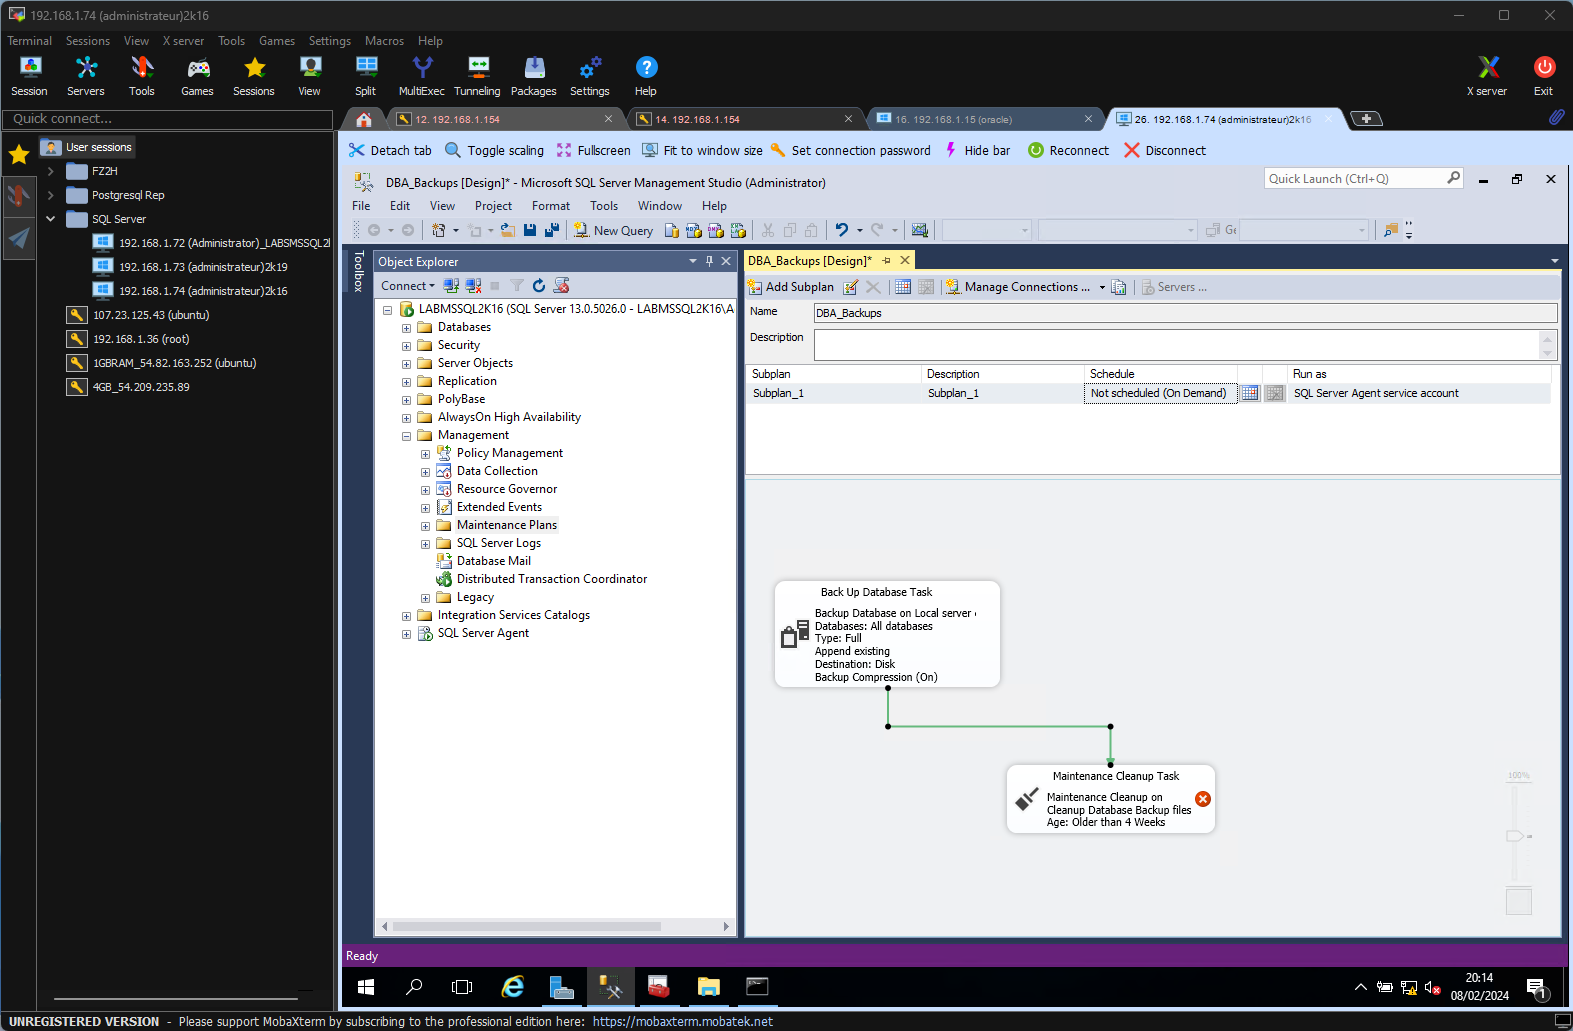 192.168.1.74 (administrateur)2k16
Terminal Sessions View X server Tools Games Settings Macros Help
Session Servers Tools Games Sessions View Split MultiExec Tunneling Packages Settings Help X server Exit
Quick connect...
12. 192.168.1.154
14. 192.168.1.154
16. 192.168.1.15 (oracle)
26. 192.168.1.74 (administrateur)2k16
User sessions
FZ2H
Postgresql Rep
SQL Server
192.168.1.72 (Administrator)_LABSMSSQL2
192.168.1.73 (administrateur)2k19
192.168.1.74 (administrateur)2k16
107.23.125.43 (ubuntu)
192.168.1.36 (root)
1GBRAM_54.82.163.252 (ubuntu)
4GB_54.209.235.89
Detach tab Toggle scaling Fullscreen Fit to window size Set connection password Hide bar Reconnect Disconnect
DBA_Backups [Design]* - Microsoft SQL Server Management Studio (Administrator)
Quick Launch (Ctrl+Q)
File Edit View Project Format Tools Window Help
New Query
MDX
DMX
XMLA
Ge
Toolbox
Object Explorer
Connect
LABMSSQL2K16 (SQL Server 13.0.5026.0 - LABMSSQL2K16\A
Databases
Security
Server Objects
Replication
PolyBase
AlwaysOn High Availability
Management
Policy Management
Data Collection
Resource Governor
Extended Events
Maintenance Plans
SQL Server Logs
Database Mail
Distributed Transaction Coordinator
Legacy
Integration Services Catalogs
SQL Server Agent
DBA_Backups [Design]*
Add Subplan Manage Connections ... Servers ...
Name DBA_Backups
Description
Subplan Description Schedule Run as
Subplan_1 Subplan_1 Not scheduled (On Demand) SQL Server Agent service account
Back Up Database Task
Backup Database on Local server
Databases: All databases
Type: Full
Append existing
Destination: Disk
Backup Compression (On)
Maintenance Cleanup Task
Maintenance Cleanup on
Cleanup Database Backup files
Age: Older than 4 Weeks
100%
Ready
20:14
08/02/2024
1
UNREGISTERED VERSION - Please support MobaXterm by subscribing to the professional edition here: https://mobaxterm.mobatek.net